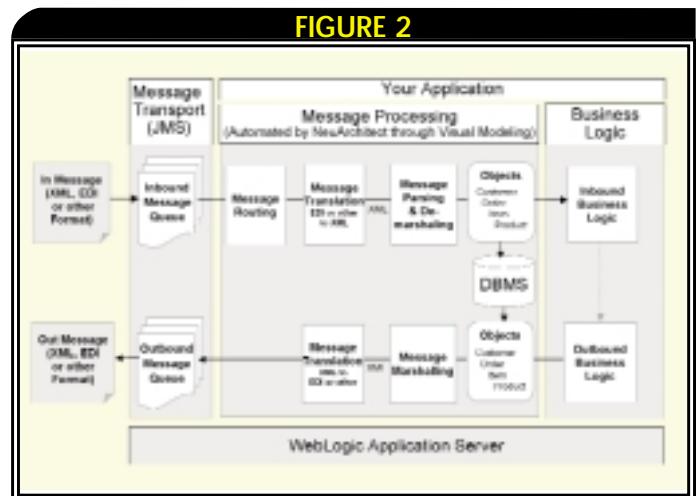 FIGURE 2
Your Application
Message
Transport
(JMS)
Message Processing
(Automated by NeuArchitect through Visual Modeling)
Business
Logic
In Message
(XML, EDI
or other
Format)
Inbound
Message
Queue
Message
Routing
Message
Translation
EDI or other
to XML
XML
Message
Parsing
& De-
marshaling
Objects
Customer
Order
Item
Product
Inbound
Business
Logic
DBMS
Out Message
(XML, EDI
or other
Format)
Outbound
Message
Queue
Message
Translation
XML to
EDI or other
XML
Message
Marshalling
Objects
Customer
Order
Item
Product
Outbound
Business
Logic
WebLogic Application Server